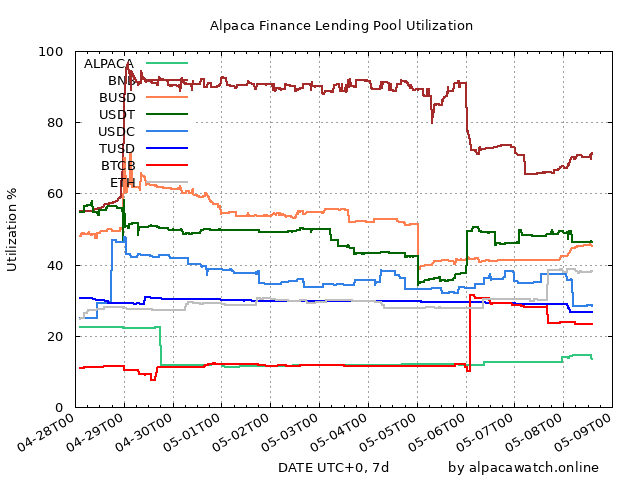 Alpaca Finance Lending Pool Utilization
100
80
60
40
20
0
Utilization %
ALPACA
BNB
BUSD
USDT
USDC
TUSD
BTCB
ETH
04-28T00
04-29T00
04-30T00
05-01T00
05-02T00
05-03T00
05-04T00
05-05T00
05-06T00
05-07T00
05-08T00
05-09T00
DATE UTC+0, 7d
by alpacawatch.online